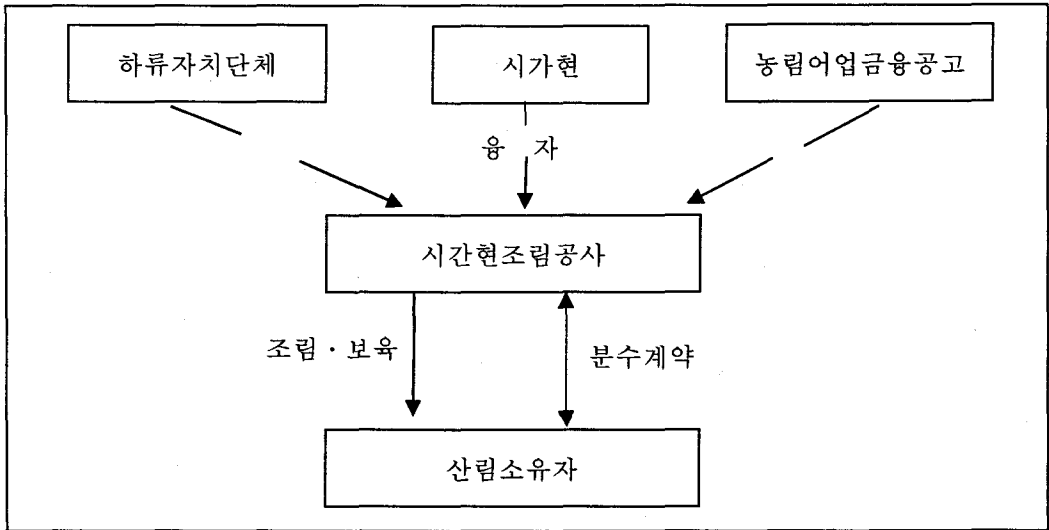 하류자치단체
시가현
농림어업금융공고
융 자
시간현조림공사
조림·보육
분수계약
산림소유자